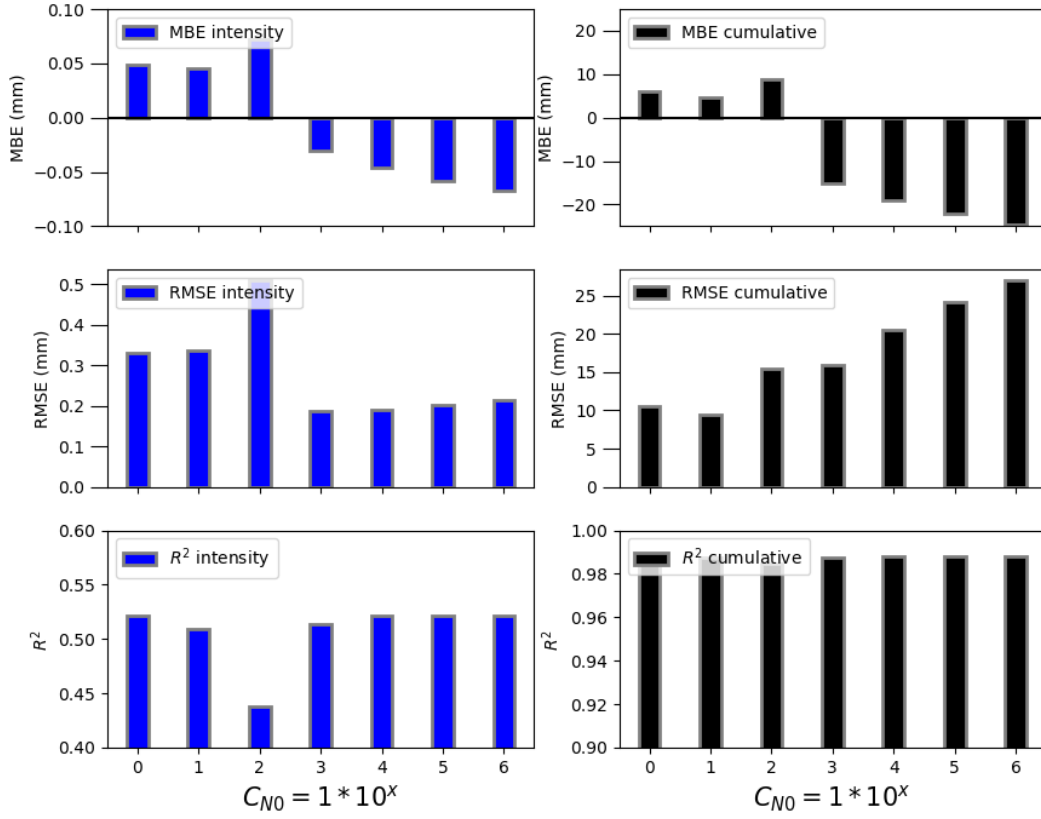 0.10
0.05
0.00
−0.05
−0.10
MBE (mm)
MBE intensity
20
10
0
−10
−20
MBE (mm)
MBE cumulative
0.5
0.4
0.3
0.2
0.1
0.0
RMSE (mm)
RMSE intensity
25
20
15
10
5
0
RMSE (mm)
RMSE cumulative
0.60
0.55
0.50
0.45
0.40
R²
R² intensity
0 1 2 3 4 5 6
C_{N0} = 1 * 10^x
1.00
0.98
0.96
0.94
0.92
0.90
R²
R² cumulative
0 1 2 3 4 5 6
C_{N0} = 1 * 10^x